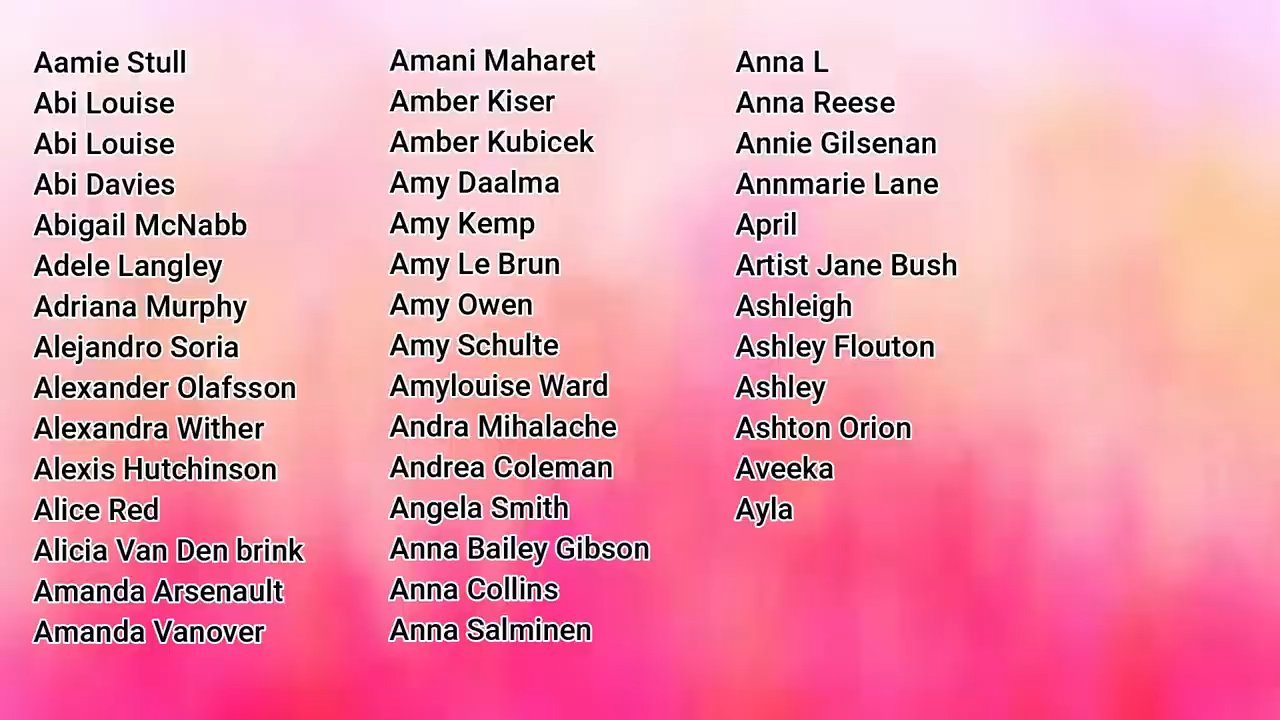 Aamie Stull
Abi Louise
Abi Louise
Abi Davies
Abigail McNabb
Adele Langley
Adriana Murphy
Alejandro Soria
Alexander Olafsson
Alexandra Wither
Alexis Hutchinson
Alice Red
Alicia Van Den brink
Amanda Arsenault
Amanda Vanover
Amani Maharet
Amber Kiser
Amber Kubicek
Amy Daalma
Amy Kemp
Amy Le Brun
Amy Owen
Amy Schulte
Amylouise Ward
Andra Mihalache
Andrea Coleman
Angela Smith
Anna Bailey Gibson
Anna Collins
Anna Salminen
Anna L
Anna Reese
Annie Gilsenan
Annmarie Lane
April
Artist Jane Bush
Ashleigh
Ashley Flouton
Ashley
Ashton Orion
Aveeka
Ayla